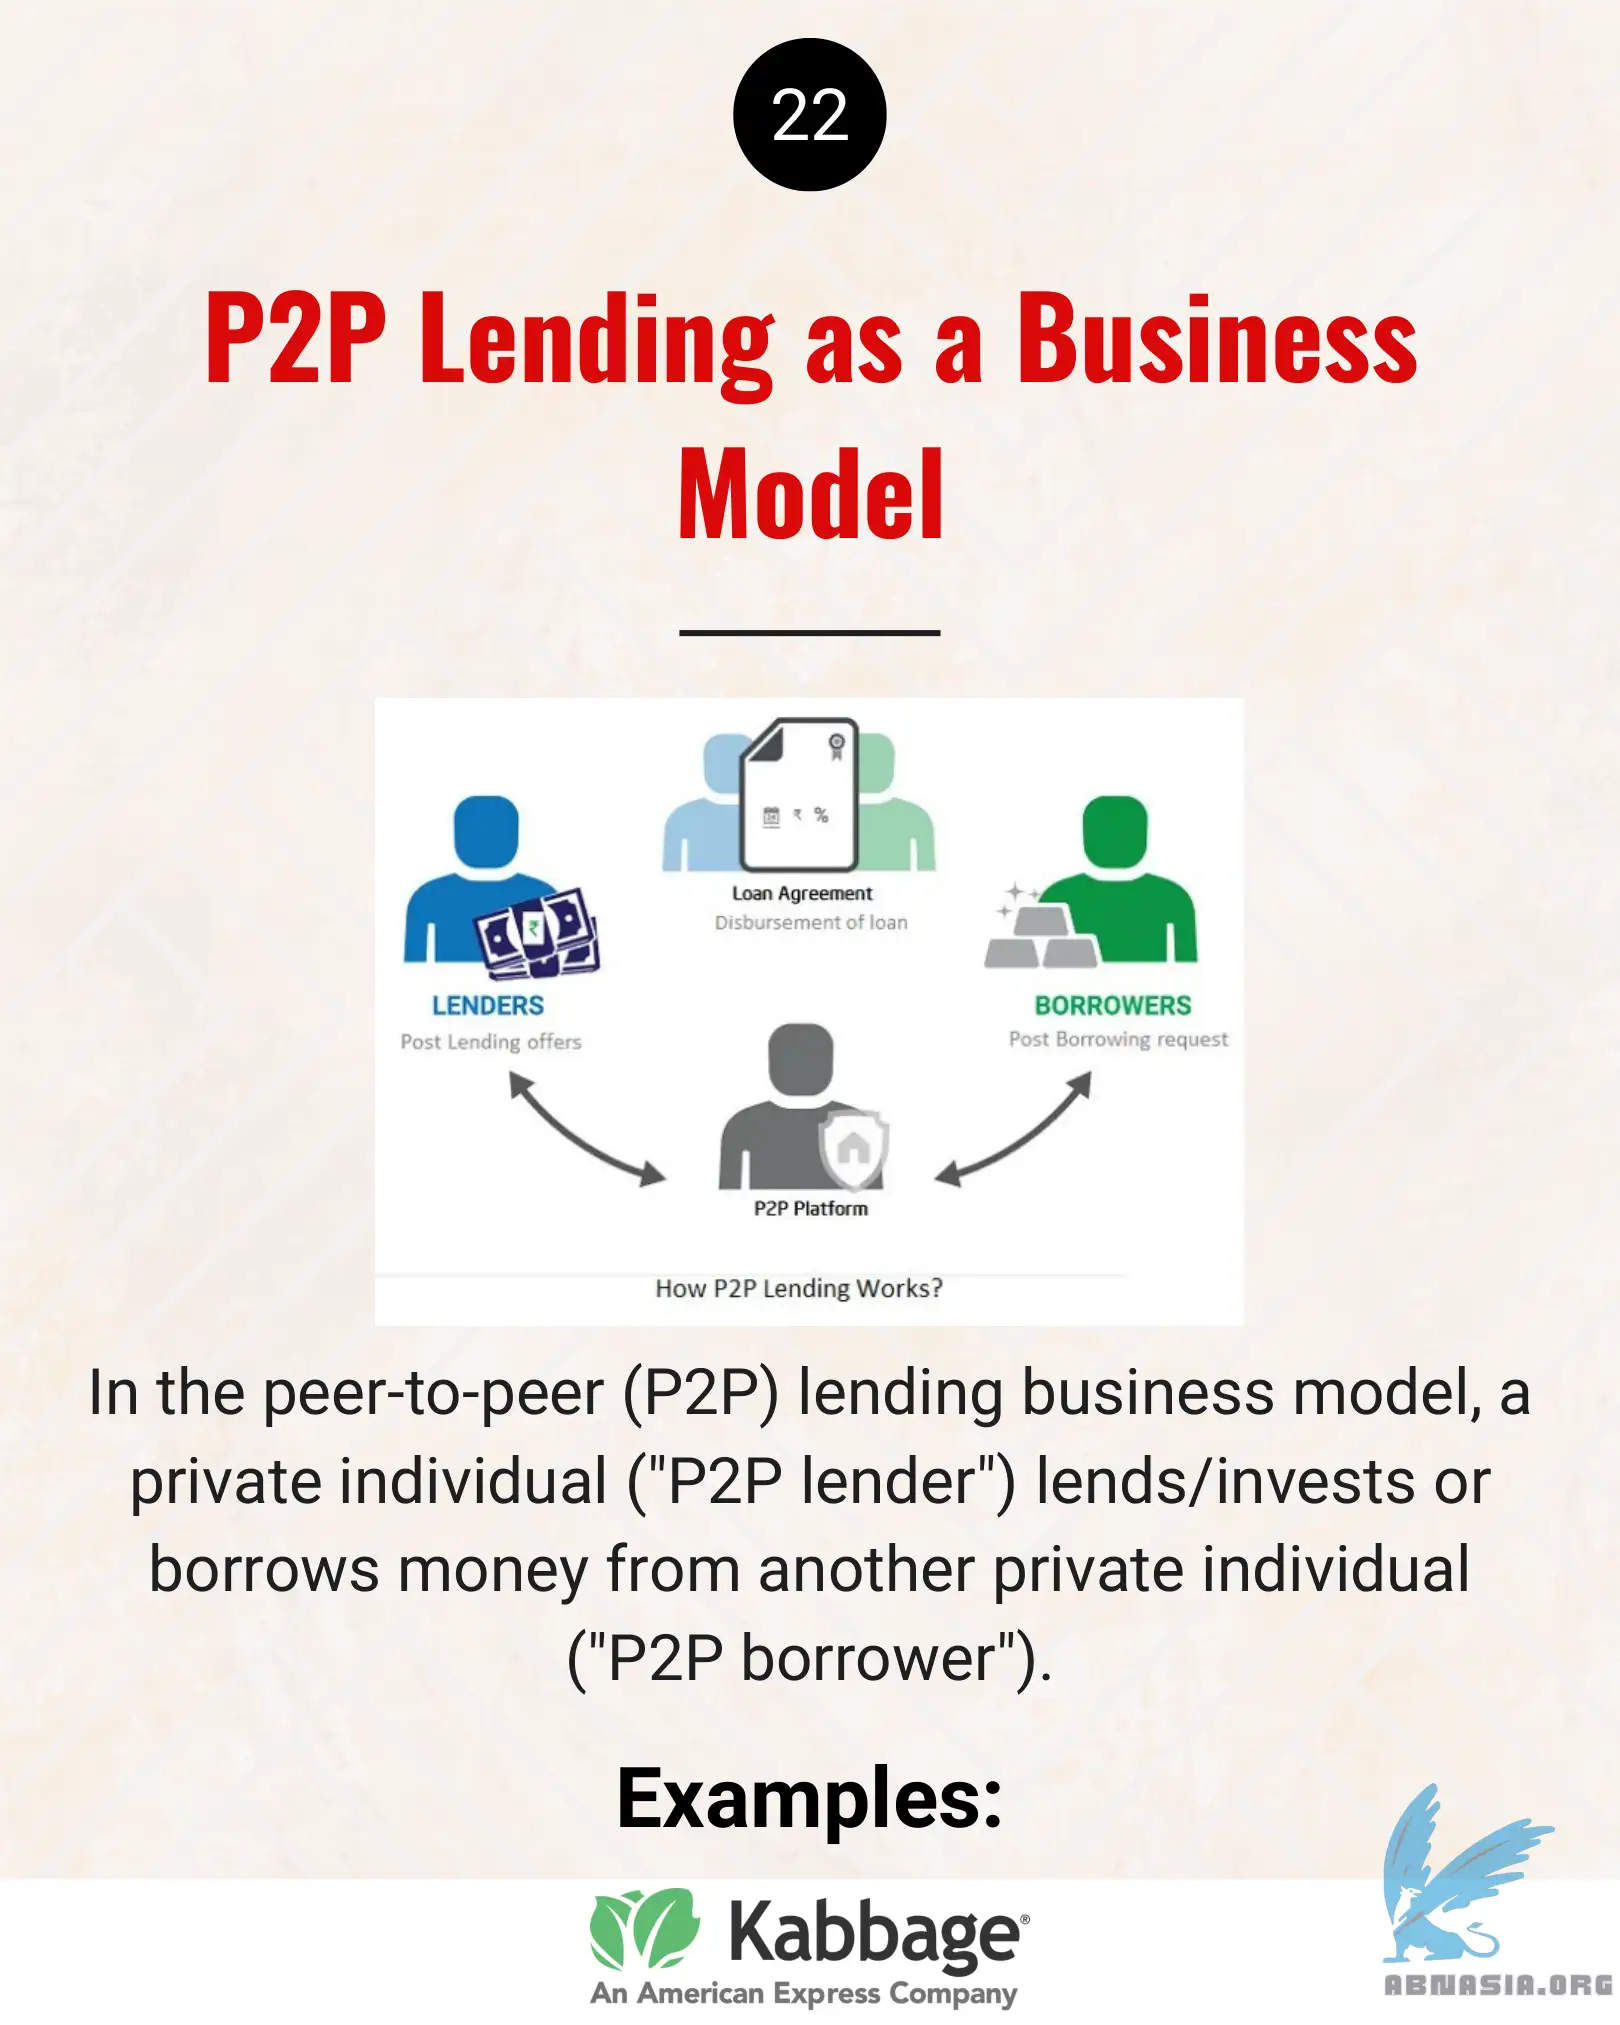 22
P2P Lending as a Business
Model
₹ %
Loan Agreement
Disbursement of loan
₹
LENDERS
Post Lending offers
BORROWERS
Post Borrowing request
P2P Platform
How P2P Lending Works?
In the peer-to-peer (P2P) lending business model, a
private individual ("P2P lender") lends/invests or
borrows money from another private individual
("P2P borrower").
Examples:
Kabbage®
An American Express Company
ABNASIA.ORG